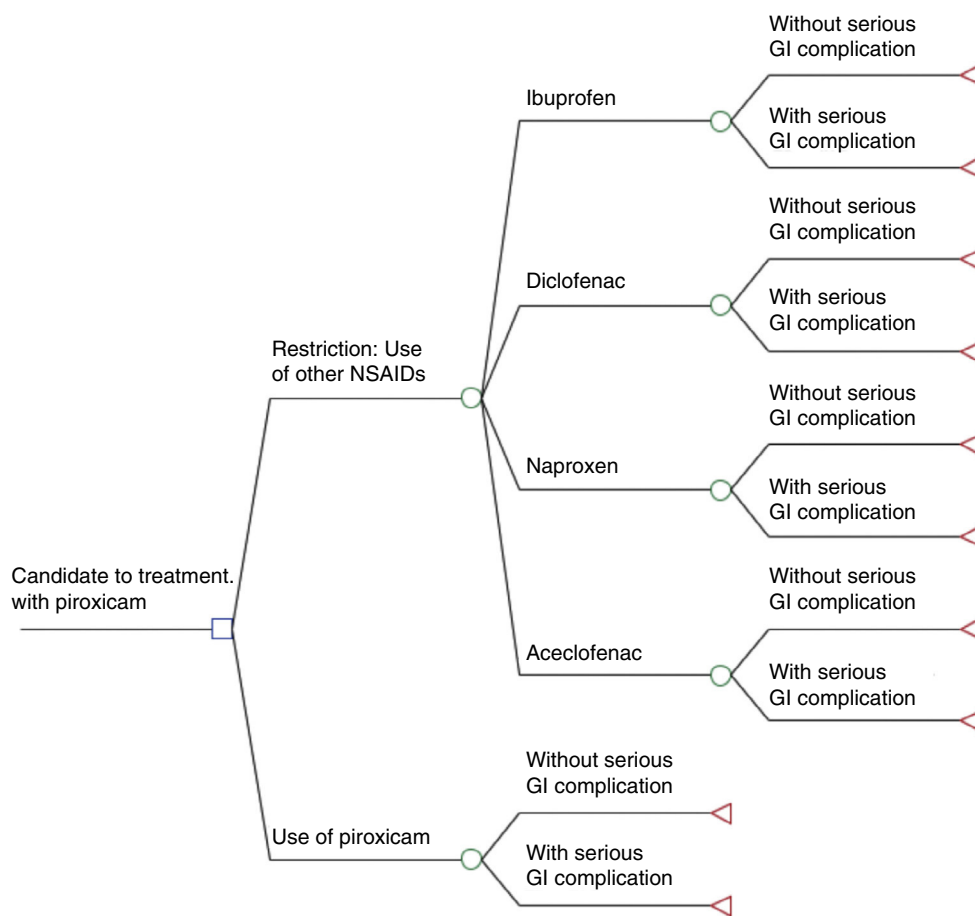 Without serious
GI complication
Ibuprofen
With serious
GI complication
Without serious
GI complication
Diclofenac
With serious
GI complication
Restriction: Use
of other NSAIDs
Without serious
GI complication
Naproxen
With serious
GI complication
Candidate to treatment.
with piroxicam
Without serious
GI complication
Aceclofenac
With serious
GI complication
Without serious
GI complication
Use of piroxicam
With serious
GI complication